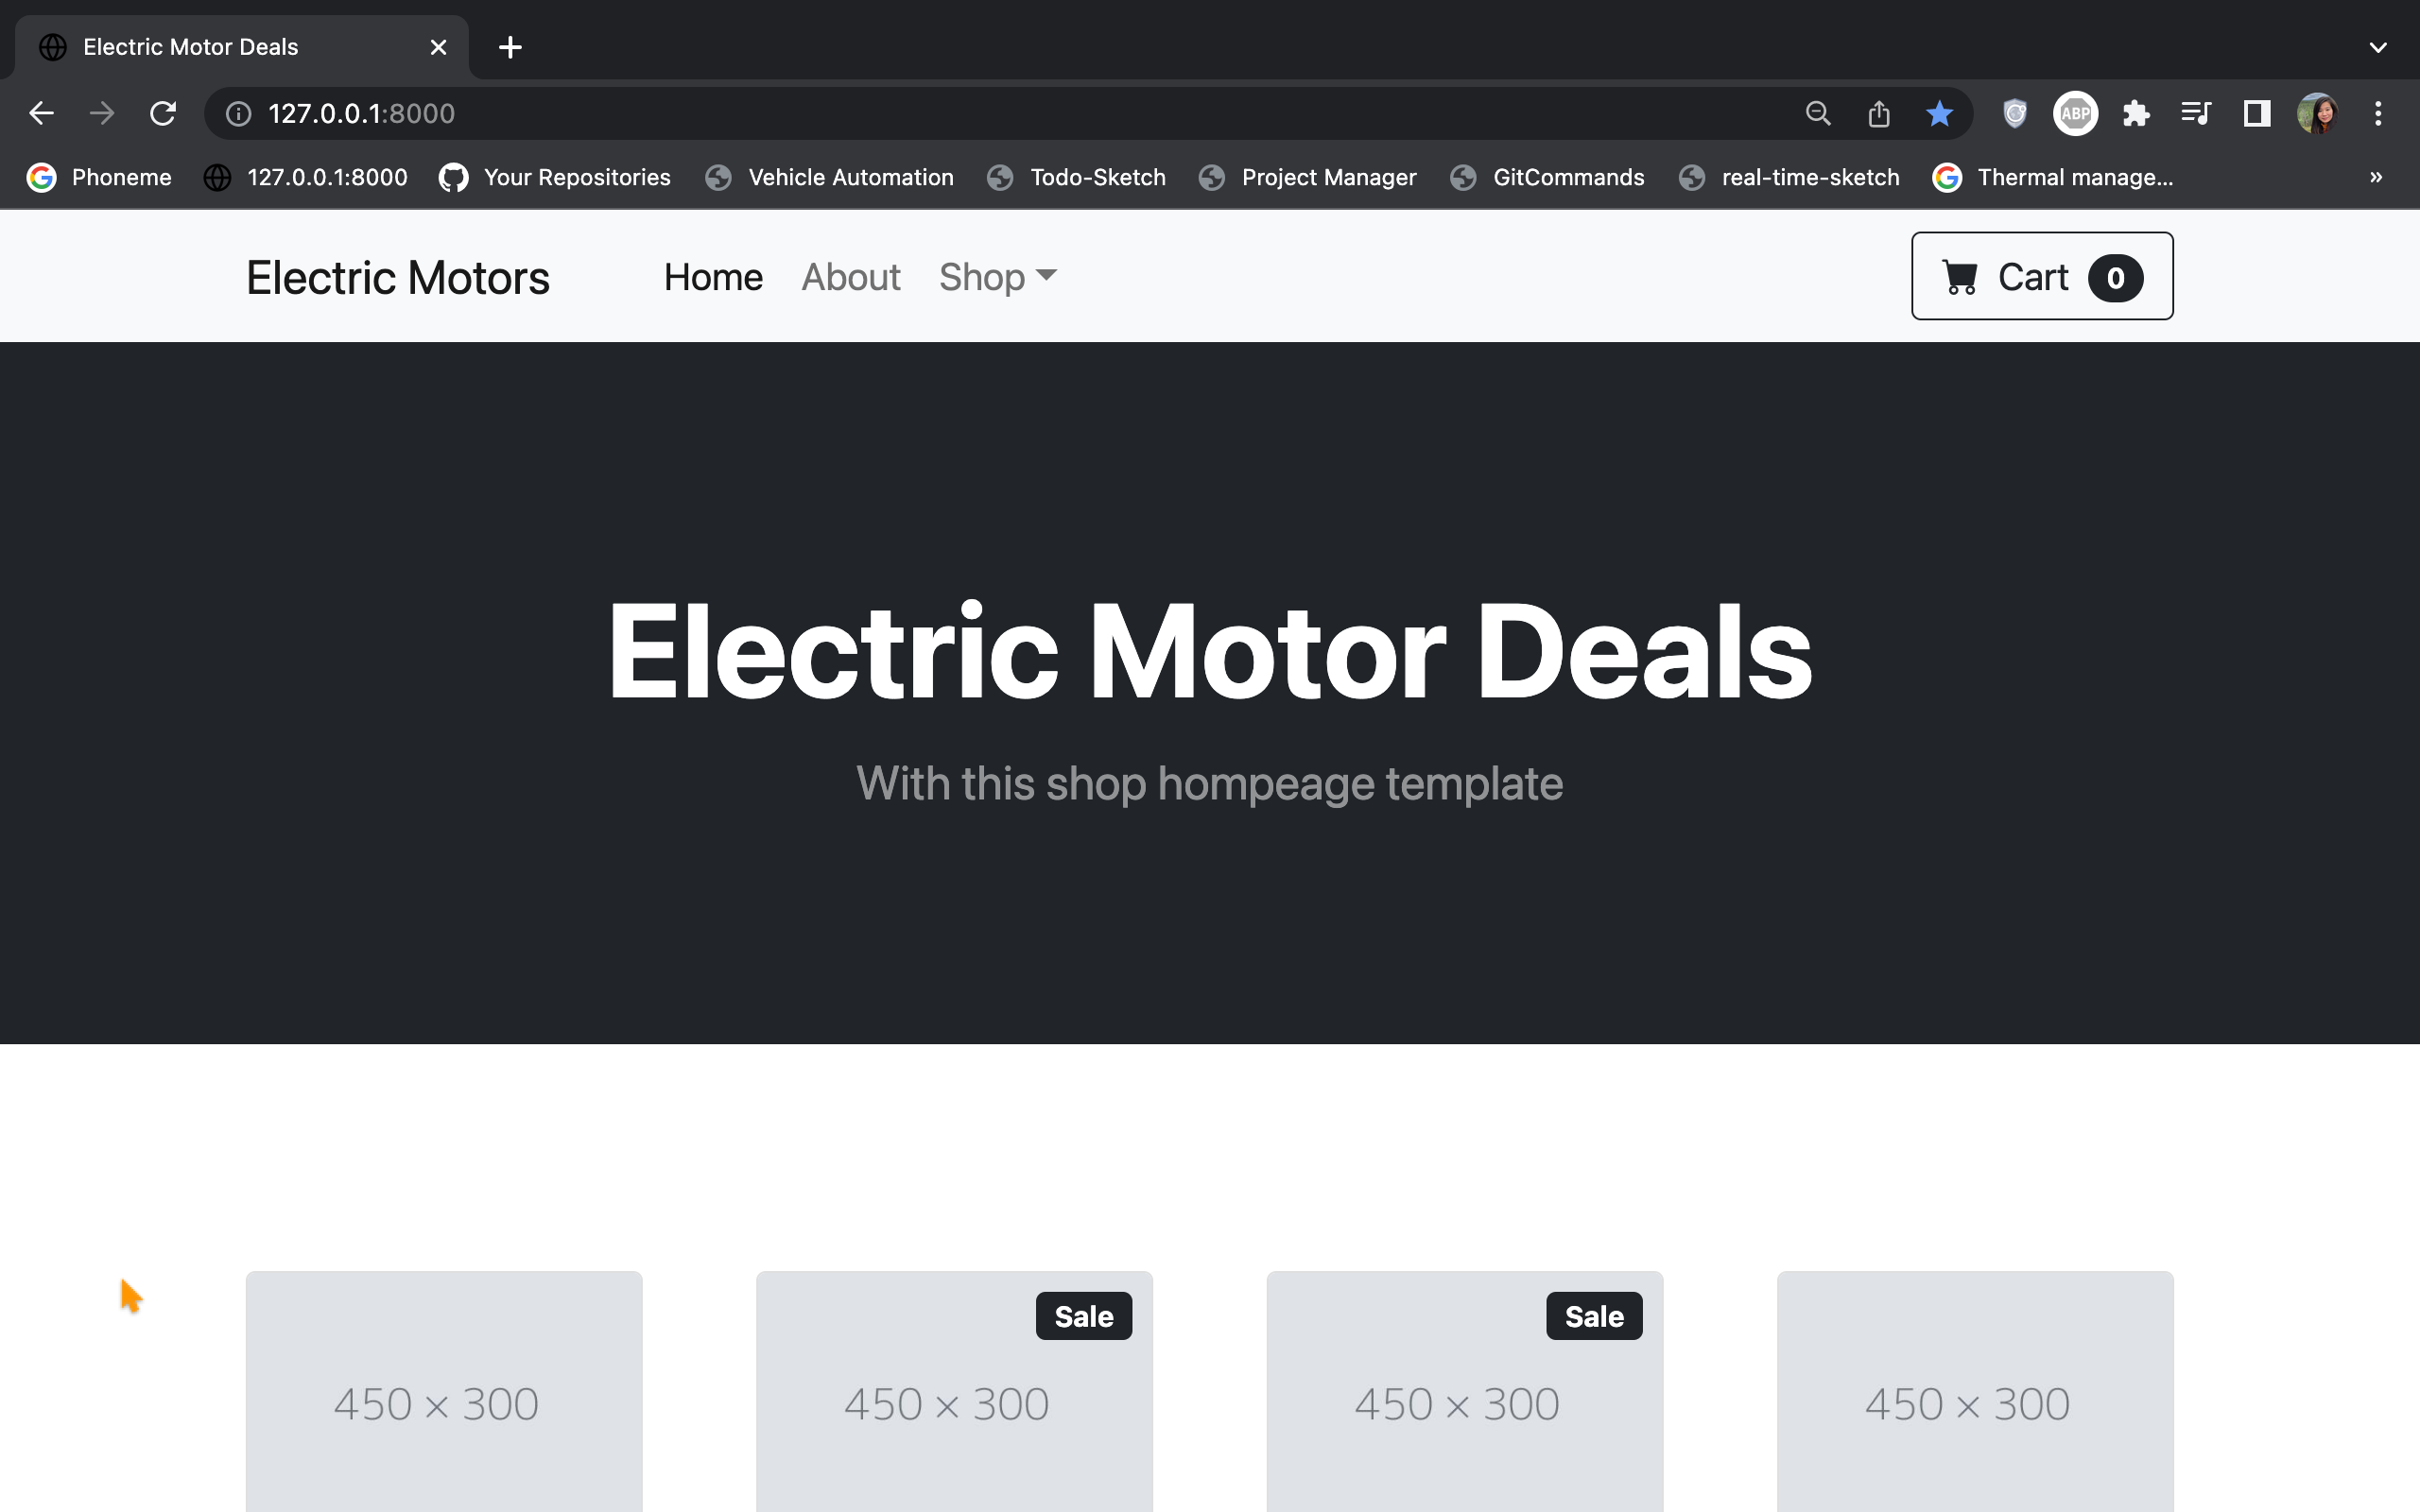 Electric Motor Deals
127.0.0.1:8000
ABP
Phoneme 127.0.0.1:8000 Your Repositories Vehicle Automation Todo-Sketch Project Manager GitCommands real-time-sketch Thermal manage... »
Electric Motors Home About Shop Cart 0
Electric Motor Deals
With this shop hompeage template
Sale Sale
450 × 300 450 × 300 450 × 300 450 × 300